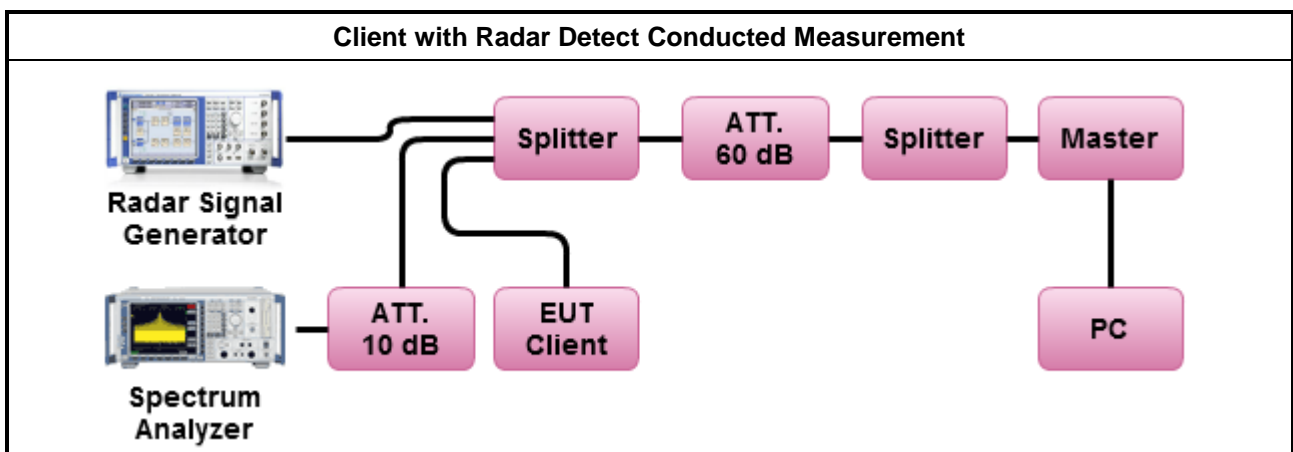 Client with Radar Detect Conducted Measurement
Radar Signal
Generator
Splitter
ATT.
60 dB
Splitter
Master
Spectrum
Analyzer
ATT.
10 dB
EUT
Client
PC